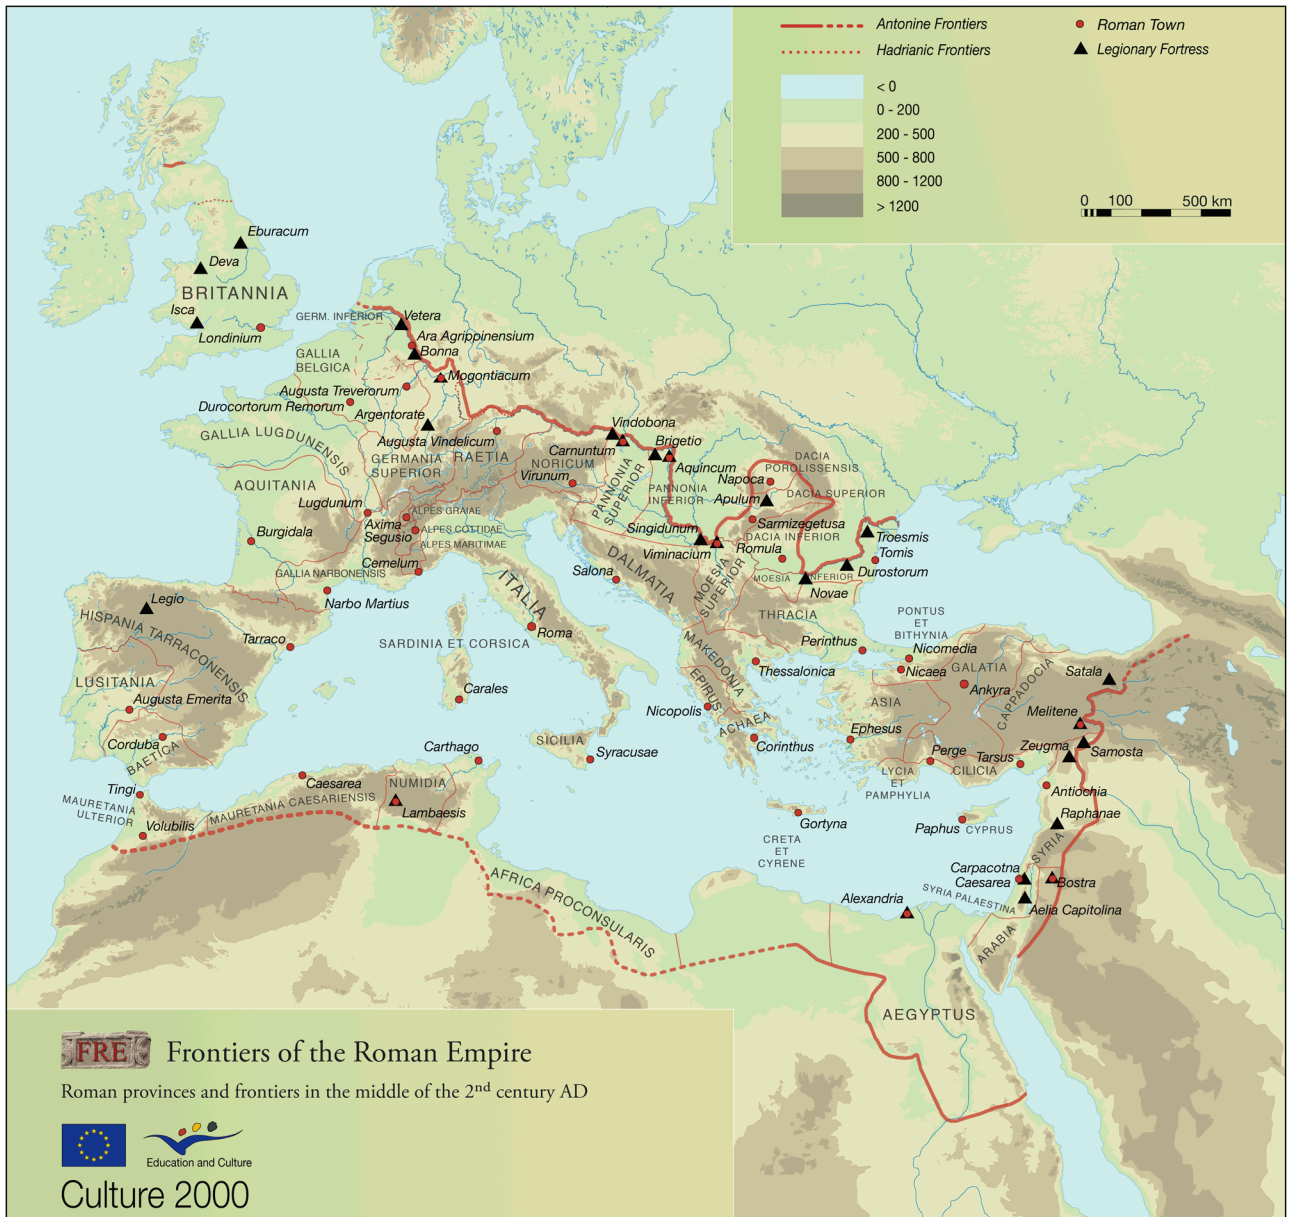 Antonine Frontiers
Roman Town
Hadrianic Frontiers
Legionary Fortress
< 0
0 - 200
200 - 500
500 - 800
800 - 1200
> 1200
0 100 500 km
Eburacum
Deva
BRITANNIA
Isca
Londinium
GERM. INFERIOR
Vetera
Ara Agrippinensium
Bonna
GALLIA
BELGICA
Mogontiacum
Augusta Treverorum
Durocortorum Remorum
Argentorate
GALLIA LUGDUNENSIS
Augusta Vindelicum
GERMANIA
SUPERIOR
RAETIA
NORICUM
Virunum
Vindobona
Carnuntum
Brigetio
Aquincum
PANNONIA
SUPERIOR
PANNONIA
INFERIOR
DACIA
POROLISSENSIS
Napoca
DACIA SUPERIOR
Apulum
Sarmizegetusa
DACIA INFERIOR
AQUITANIA
Lugdunum
ALPES GRAIAE
Axima
Segusio
ALPES COTTIDAE
ALPES MARITIMAE
Burgidala
Cemelum
GALLIA NARBONENSIS
Narbo Martius
Singidunum
Viminacium
Romula
Troesmis
Tomis
Durostorum
MOESIA INFERIOR
Novae
MOESIA
SUPERIOR
Salona
DALMATIA
ITALIA
Roma
THRACIA
Perinthus
PONTUS
ET
BITHYNIA
Nicomedia
Nicaea
GALATIA
Ankyra
CAPPADOCIA
Satala
Melitene
Legio
HISPANIA TARRACONENSIS
Tarraco
LUSITANIA
Augusta Emerita
Corduba
BAETICA
SARDINIA ET CORSICA
Carales
MAKEDONIA
Thessalonica
EPIRUS
Nicopolis
ACHAEA
Corinthus
ASIA
Ephesus
Perge
Tarsus
Zeugma
Samosta
LYCIA
ET
PAMPHYLIA
CILICIA
Antiochia
SICILIA
Syracusae
Carthago
Tingi
Caesarea
NUMIDIA
Lambaesis
MAURETANIA
ULTERIOR
MAURETANIA CAESARIENSIS
Volubilis
Gortyna
CRETA
ET
CYRENE
Paphus
CYPRUS
Raphanae
SYRIA
Carpacotna
Caesarea
Bostra
SYRIA PALAESTINA
Aelia Capitolina
ARABIA
Alexandria
AFRICA PROCONSULARIS
AEGYPTUS
FRE
Frontiers of the Roman Empire
Roman provinces and frontiers in the middle of the 2nd century AD
Education and Culture
Culture 2000